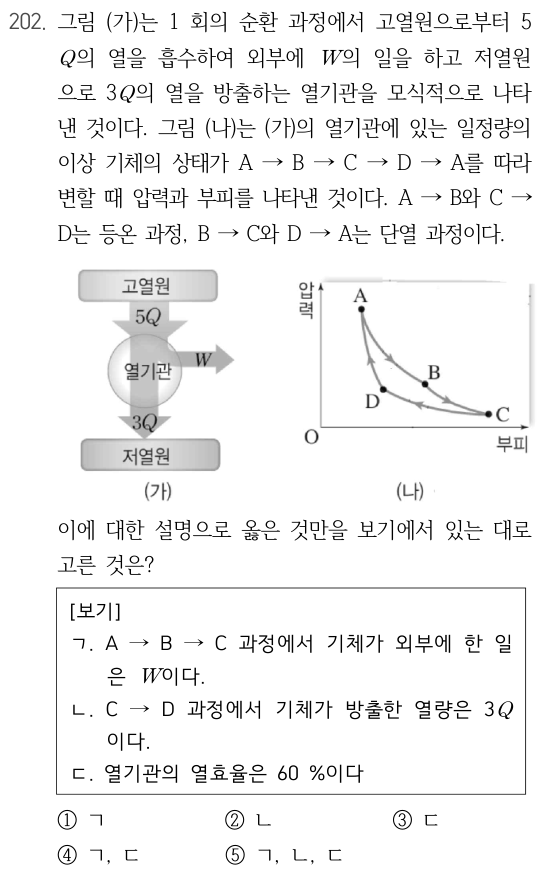 202. 그림 (가)는 1 회의 순환 과정에서 고열원으로부터 5
Q의 열을 흡수하여 외부에 W의 일을 하고 저열원
으로 3Q의 열을 방출하는 열기관을 모식적으로 나타
낸 것이다. 그림 (나)는 (가)의 열기관에 있는 일정량의
이상 기체의 상태가 A → B → C → D → A를 따라
변할 때 압력과 부피를 나타낸 것이다. A → B와 C →
D는 등온 과정, B → C와 D → A는 단열 과정이다.
고열원
5Q
열기관
W
3Q
저열원
(가)
압력
A
B
D
C
O
부피
(나)
이에 대한 설명으로 옳은 것만을 보기에서 있는 대로
고른 것은?
[보기]
ㄱ. A → B → C 과정에서 기체가 외부에 한 일
은 W이다.
ㄴ. C → D 과정에서 기체가 방출한 열량은 3Q
이다.
ㄷ. 열기관의 열효율은 60 %이다
① ㄱ ② ㄴ ③ ㄷ
④ ㄱ, ㄷ ⑤ ㄱ, ㄴ, ㄷ